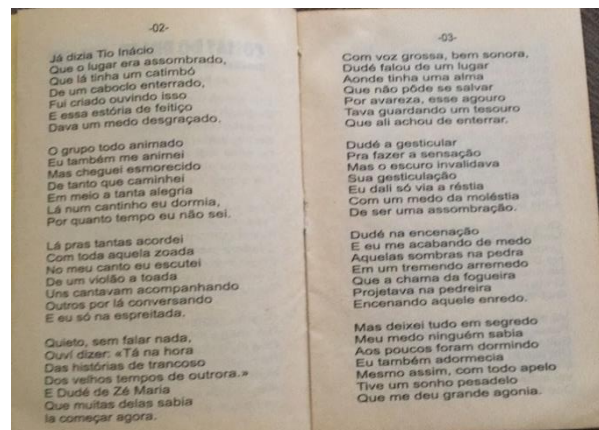 -02-
Já dizia Tio Inácio
Que o lugar era assombrado,
Que lá tinha um catimbó
De um caboclo enterrado,
Fui criado ouvindo isso
E essa estória de feitiço
Dava um medo desgraçado.
O grupo todo animado
Eu também me animei
Mas cheguei esmorecido
De tanto que caminhei
Em meio a tanta alegria
Lá num cantinho eu dormia,
Por quanto tempo eu não sei.
Lá pras tantas acordei
Com toda aquela zoada
No meu canto eu escutei
De um violão a toada
Uns cantavam acompanhando
Outros por lá conversando
E eu só na espreitada.
Quieto, sem falar nada,
Ouvi dizer: «Tá na hora
Das histórias de trancoso
Dos velhos tempos de outrora.»
E Dudé de Zé Maria
Que muitas delas sabia
Ia começar agora.
-03-
Com voz grossa, bem sonora,
Dudé falou de um lugar
Aonde tinha uma alma
Que não pôde se salvar
Por avareza, esse agouro
Tava guardando um tesouro
Que ali achou de enterrar.
Dudé a gesticular
Pra fazer a sensação
Mas o escuro invalidava
Sua gesticulação
Eu dali só via a réstia
Com um medo da moléstia
De ser uma assombração.
Dudé na encenação
E eu me acabando de medo
Aquelas sombras na pedra
Em um tremendo arremedo
Que a chama da fogueira
Projetava na pedreira
Encenando aquele enredo.
Mas deixei tudo em segredo
Meu medo ninguém sabia
Aos poucos foram dormindo
Eu também adormecia
Mesmo assim, com todo apelo
Tive um sonho pesadelo
Que me deu grande agonia.